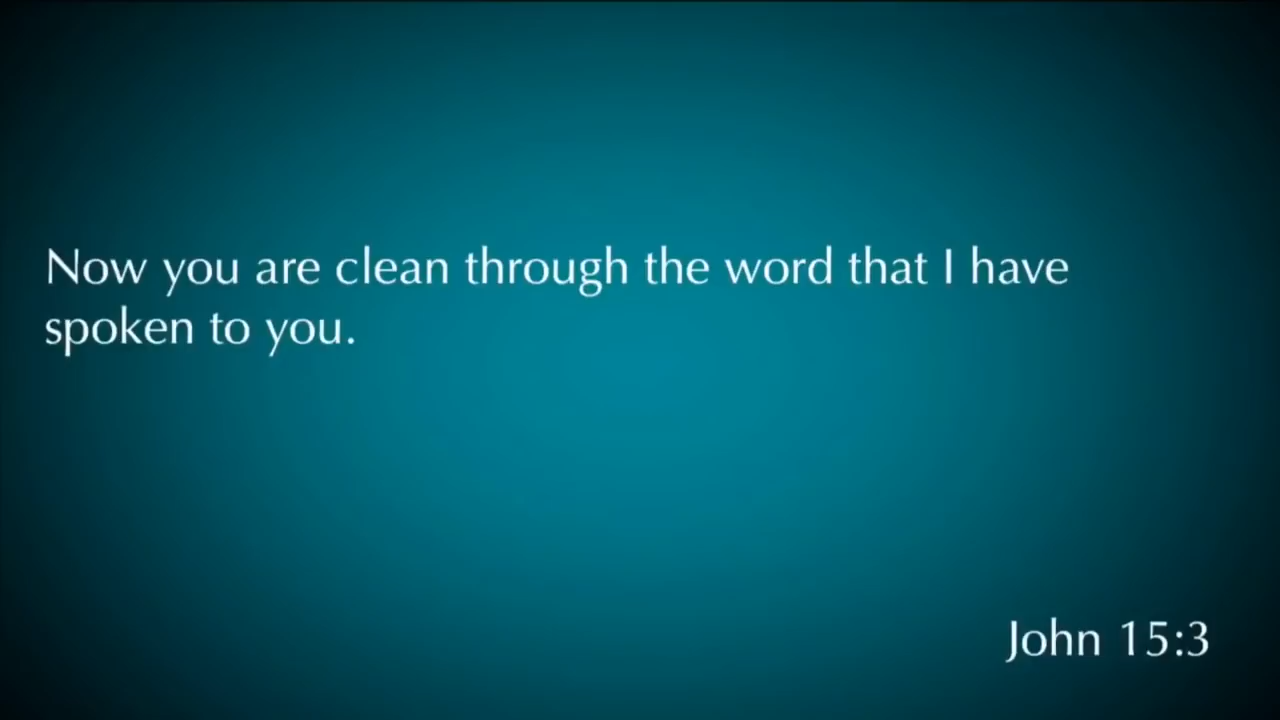 Now you are clean through the word that I have
spoken to you.
John 15:3